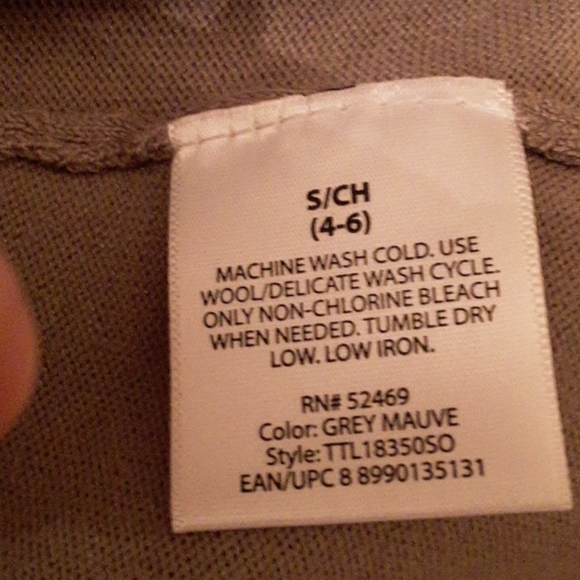 S/CH
(4-6)
MACHINE WASH COLD. USE
WOOL/DELICATE WASH CYCLE.
ONLY NON-CHLORINE BLEACH
WHEN NEEDED. TUMBLE DRY
LOW. LOW IRON.
RN# 52469
Color: GREY MAUVE
Style: TTL18350SO
EAN/UPC 8 8990135131